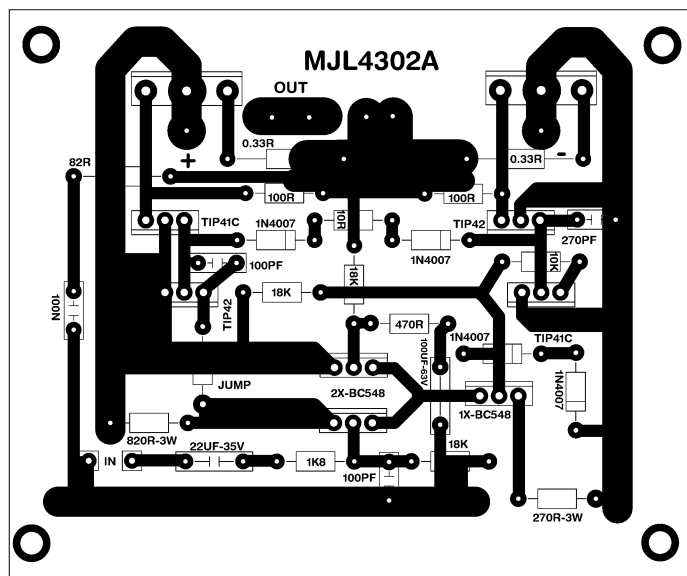 MJL4302A
OUT
0.33R
+
-
0.33R
82R
100R
100R
TIP41C
1N4007
10R
TIP42
1N4007
270PF
100PF
10K
18K
18K
TIP42
100N
470R
1N4007
TIP41C
100UF-63V
JUMP
2X-BC548
1X-BC548
1N4007
820R-3W
22UF-35V
18K
IN
1K8
100PF
270R-3W